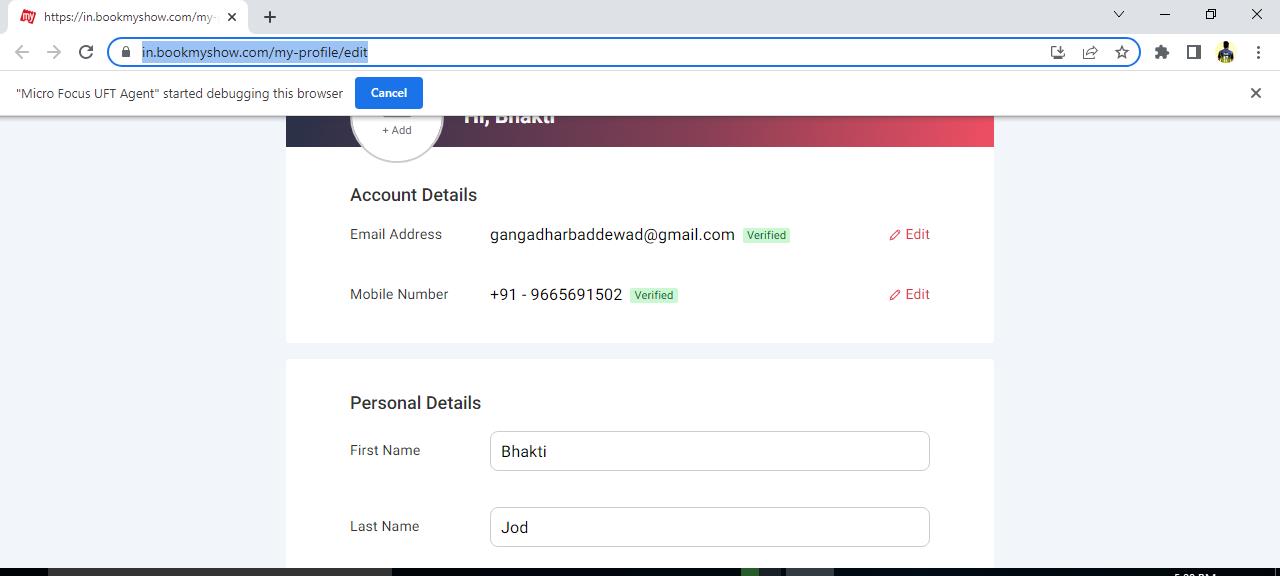 https://in.bookmyshow.com/my-
in.bookmyshow.com/my-profile/edit
"Micro Focus UFT Agent" started debugging this browser Cancel
+ Add
Hi, Bhakti
Account Details
Email Address gangadharbaddewad@gmail.com Verified Edit
Mobile Number +91 - 9665691502 Verified Edit
Personal Details
First Name Bhakti
Last Name Jod